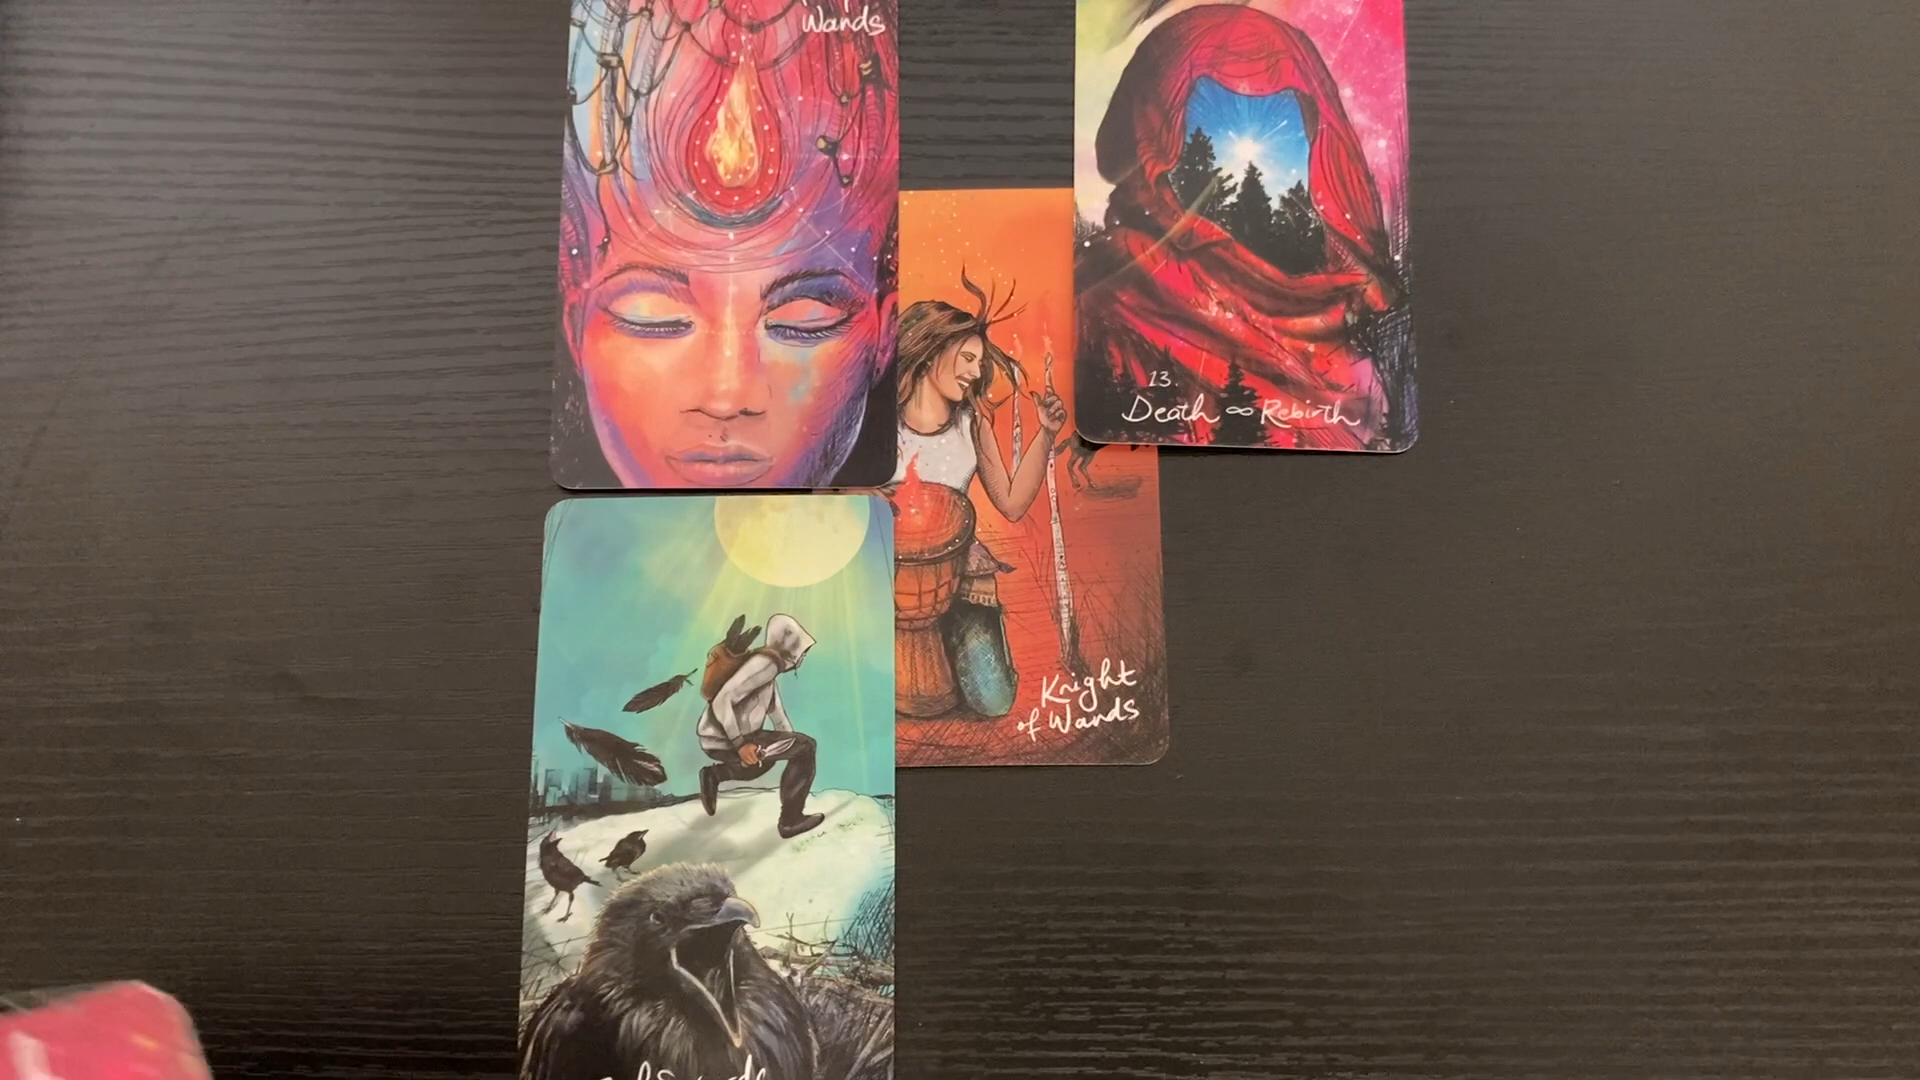 Wands
13.
Death ∞ Rebirth
Knight
of Wands